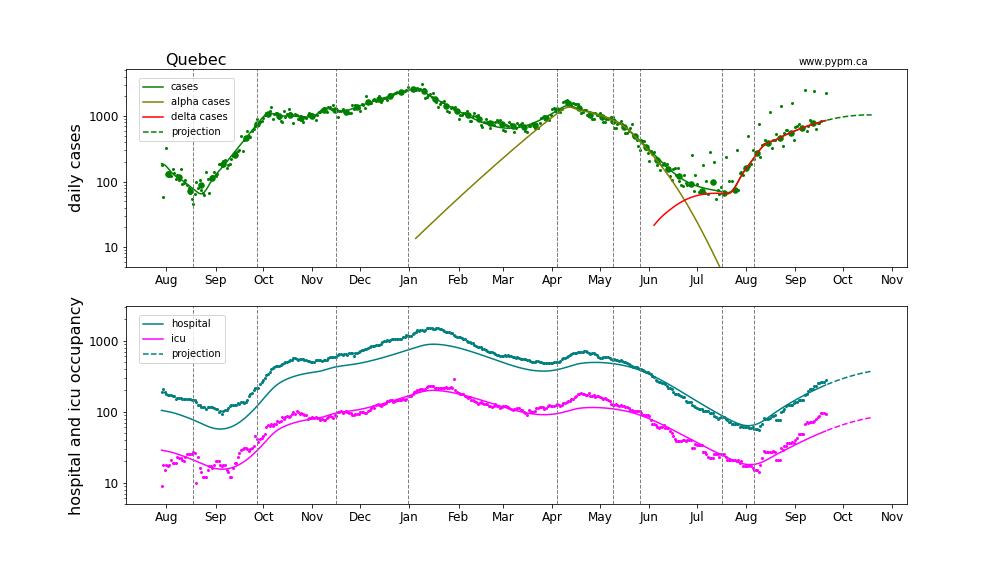 Quebec
www.pypm.ca
daily cases
1000
100
10
cases
alpha cases
delta cases
projection
Aug Sep Oct Nov Dec Jan Feb Mar Apr May Jun Jul Aug Sep Oct Nov
hospital and icu occupancy
1000
100
10
hospital
icu
projection
Aug Sep Oct Nov Dec Jan Feb Mar Apr May Jun Jul Aug Sep Oct Nov